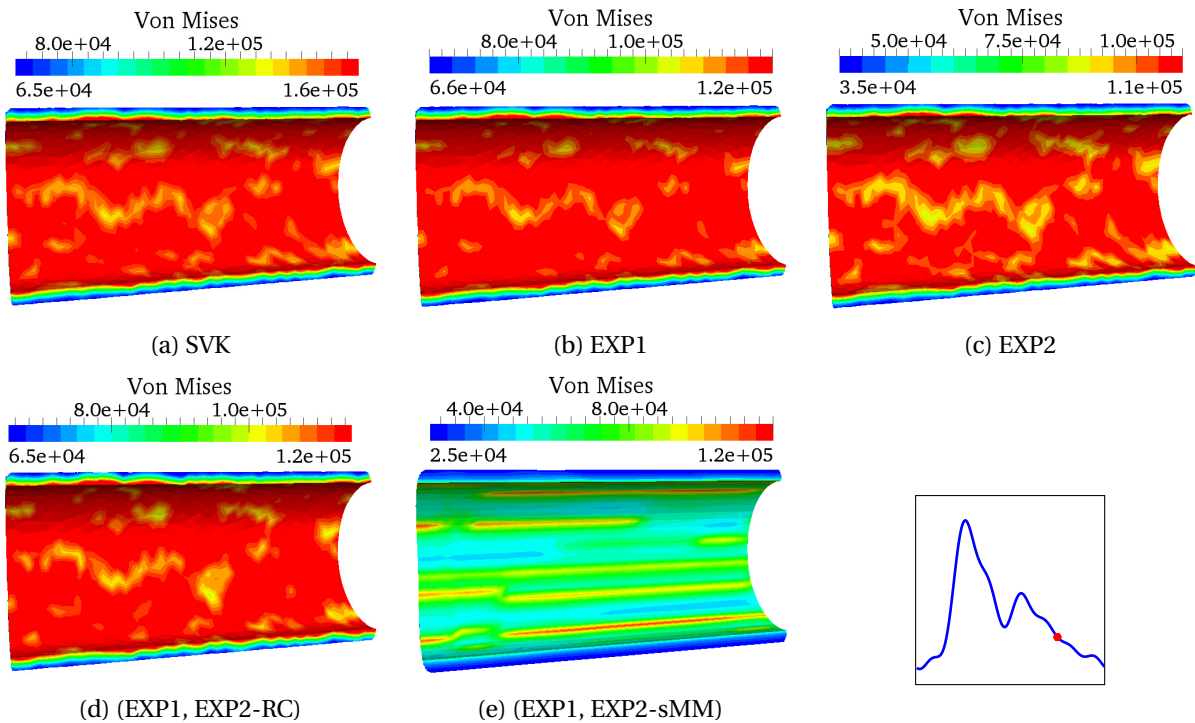 Von Mises
8.0e+04 1.2e+05
6.5e+04 1.6e+05
(a) SVK
Von Mises
8.0e+04 1.0e+05
6.6e+04 1.2e+05
(b) EXP1
Von Mises
5.0e+04 7.5e+04 1.0e+05
3.5e+04 1.1e+05
(c) EXP2
Von Mises
8.0e+04 1.0e+05
6.5e+04 1.2e+05
(d) (EXP1, EXP2-RC)
Von Mises
4.0e+04 8.0e+04
2.5e+04 1.2e+05
(e) (EXP1, EXP2-sMM)